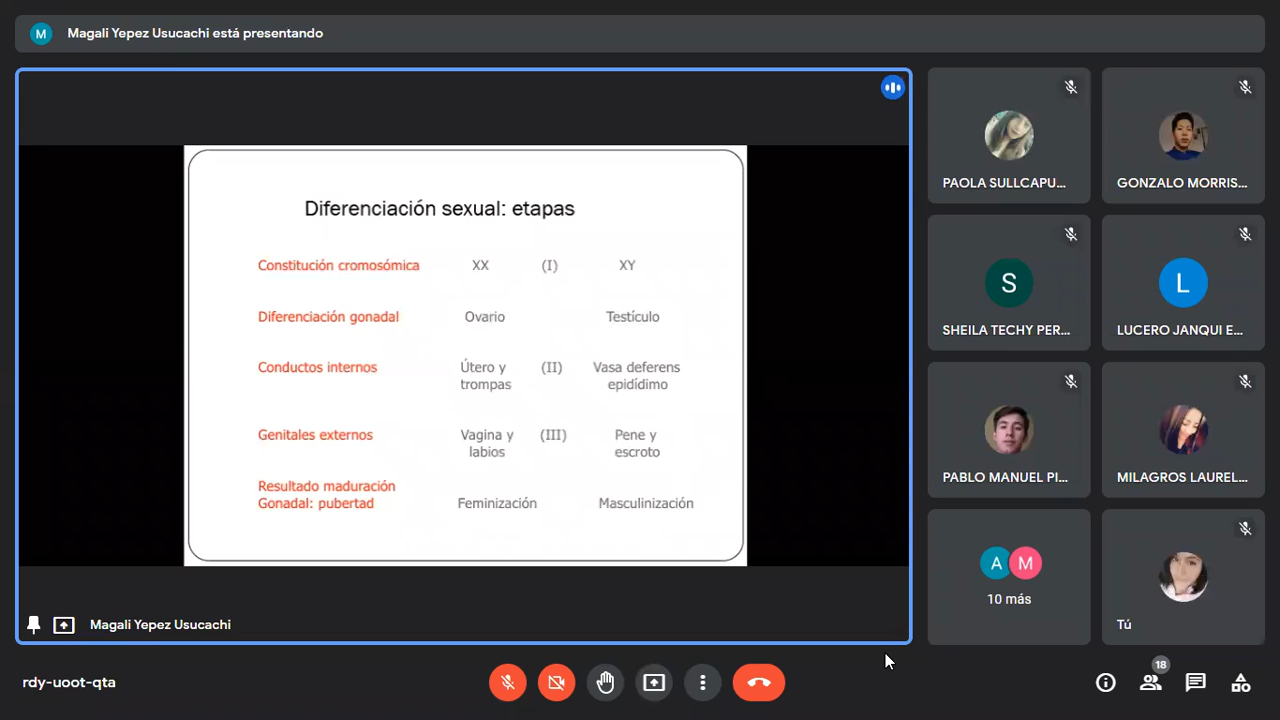 M
Magali Yepez Usucachi está presentando
Diferenciación sexual: etapas
Constitución cromosómica XX (I) XY
Diferenciación gonadal Ovario Testículo
Conductos internos Útero y (II) Vasa deferens
trompas epidídimo
Genitales externos Vagina y (III) Pene y
labios escroto
Resultado maduración
Gonadal: pubertad Feminización Masculinización
Magali Yepez Usucachi
PAOLA SULLCAPU...
GONZALO MORRIS...
S
SHEILA TECHY PER...
L
LUCERO JANQUI E...
PABLO MANUEL PI...
MILAGROS LAUREL...
A M
10 más
Tú
rdy-uoot-qta
18